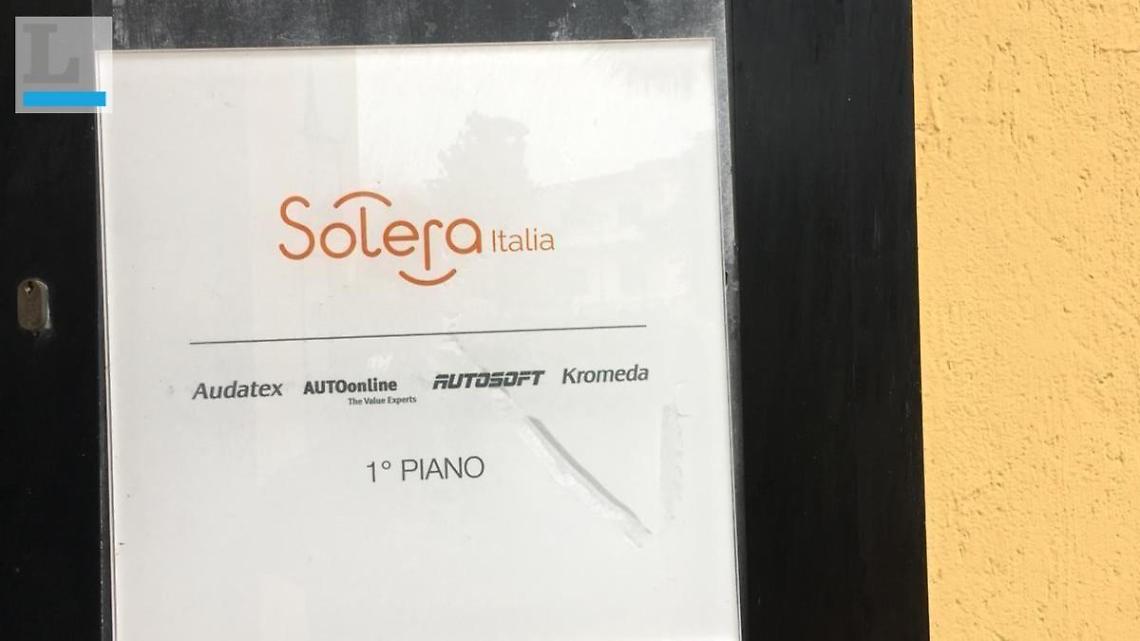 L
Solera Italia
Audatex AUTOonline AUTOSOFT Kromeda
The Value Experts
1° PIANO